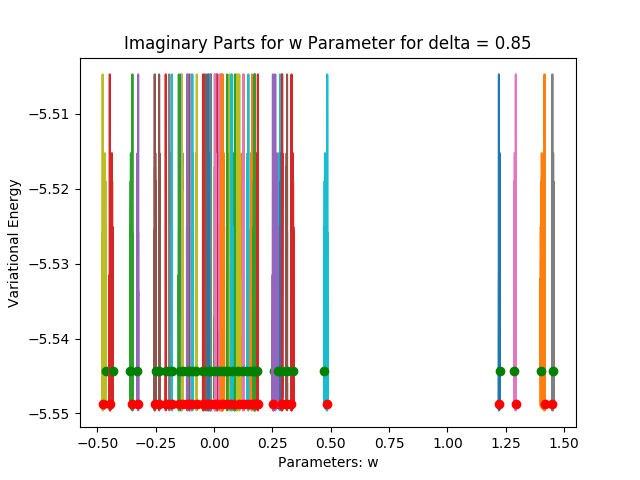 Imaginary Parts for w Parameter for delta = 0.85
−5.51
−5.52
−5.53
−5.54
−5.55
Variational Energy
−0.50 −0.25 0.00 0.25 0.50 0.75 1.00 1.25 1.50
Parameters: w